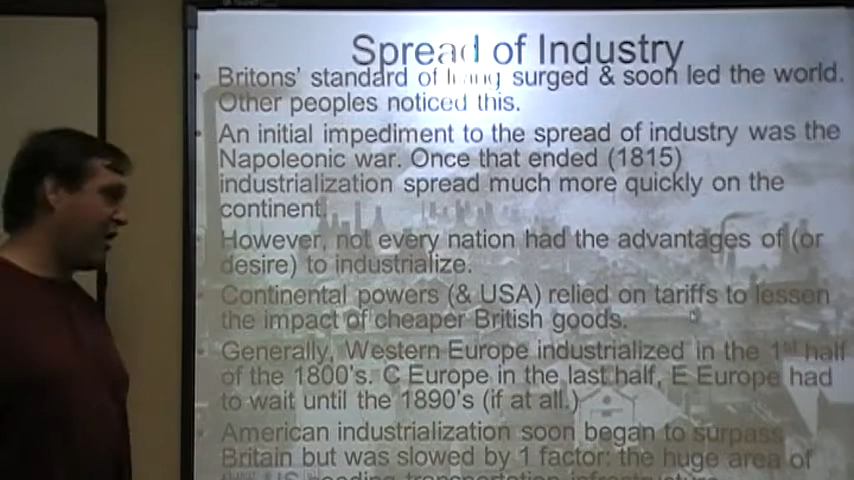 Spread of Industry
• Britons' standard of living surged & soon led the world.
Other peoples noticed this.
• An initial impediment to the spread of industry was the
Napoleonic war. Once that ended (1815)
industrialization spread much more quickly on the
continent.
• However, not every nation had the advantages of (or
desire) to industrialize.
• Continental powers (& USA) relied on tariffs to lessen
the impact of cheaper British goods.
• Generally, Western Europe industrialized in the 1st half
of the 1800's. C Europe in the last half, E Europe had
to wait until the 1890's (if at all.)
• American industrialization soon began to surpass
Britain but was slowed by 1 factor: the huge area of
the US needing transportation infrastructure.